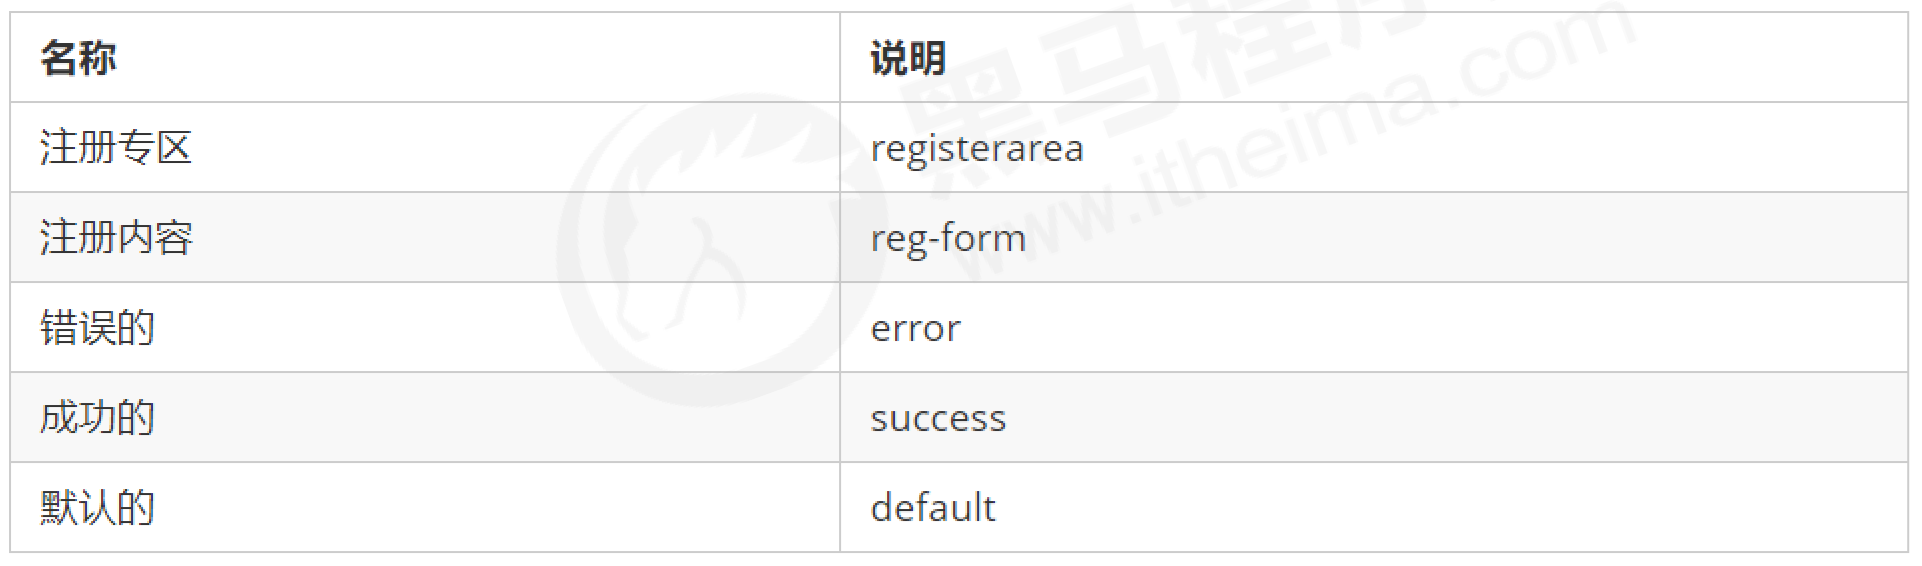 名称 说明
注册专区 registerarea
注册内容 reg-form
错误的 error
成功的 success
默认的 default
黑马程序
www.itheima.com